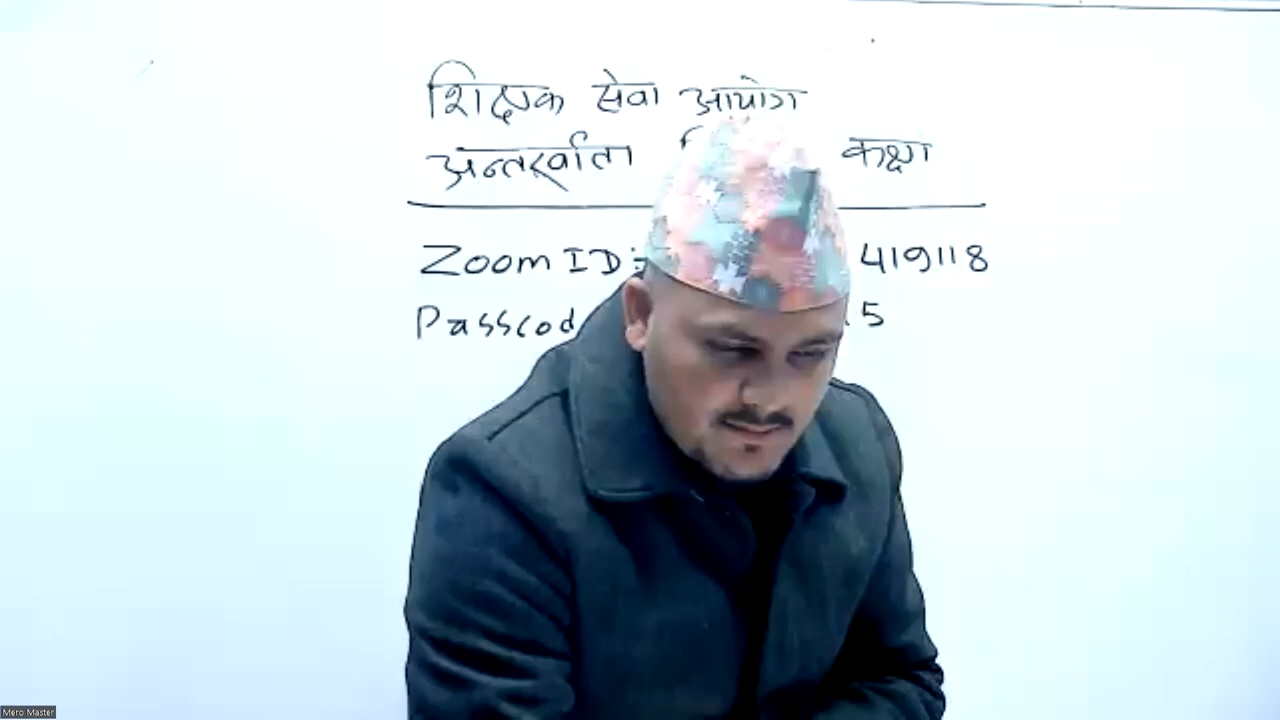 शिक्षक सेवा आयोग
अन्तर्वार्ता कक्षा
Zoom ID: 419118
Passcod .5
Mero Master